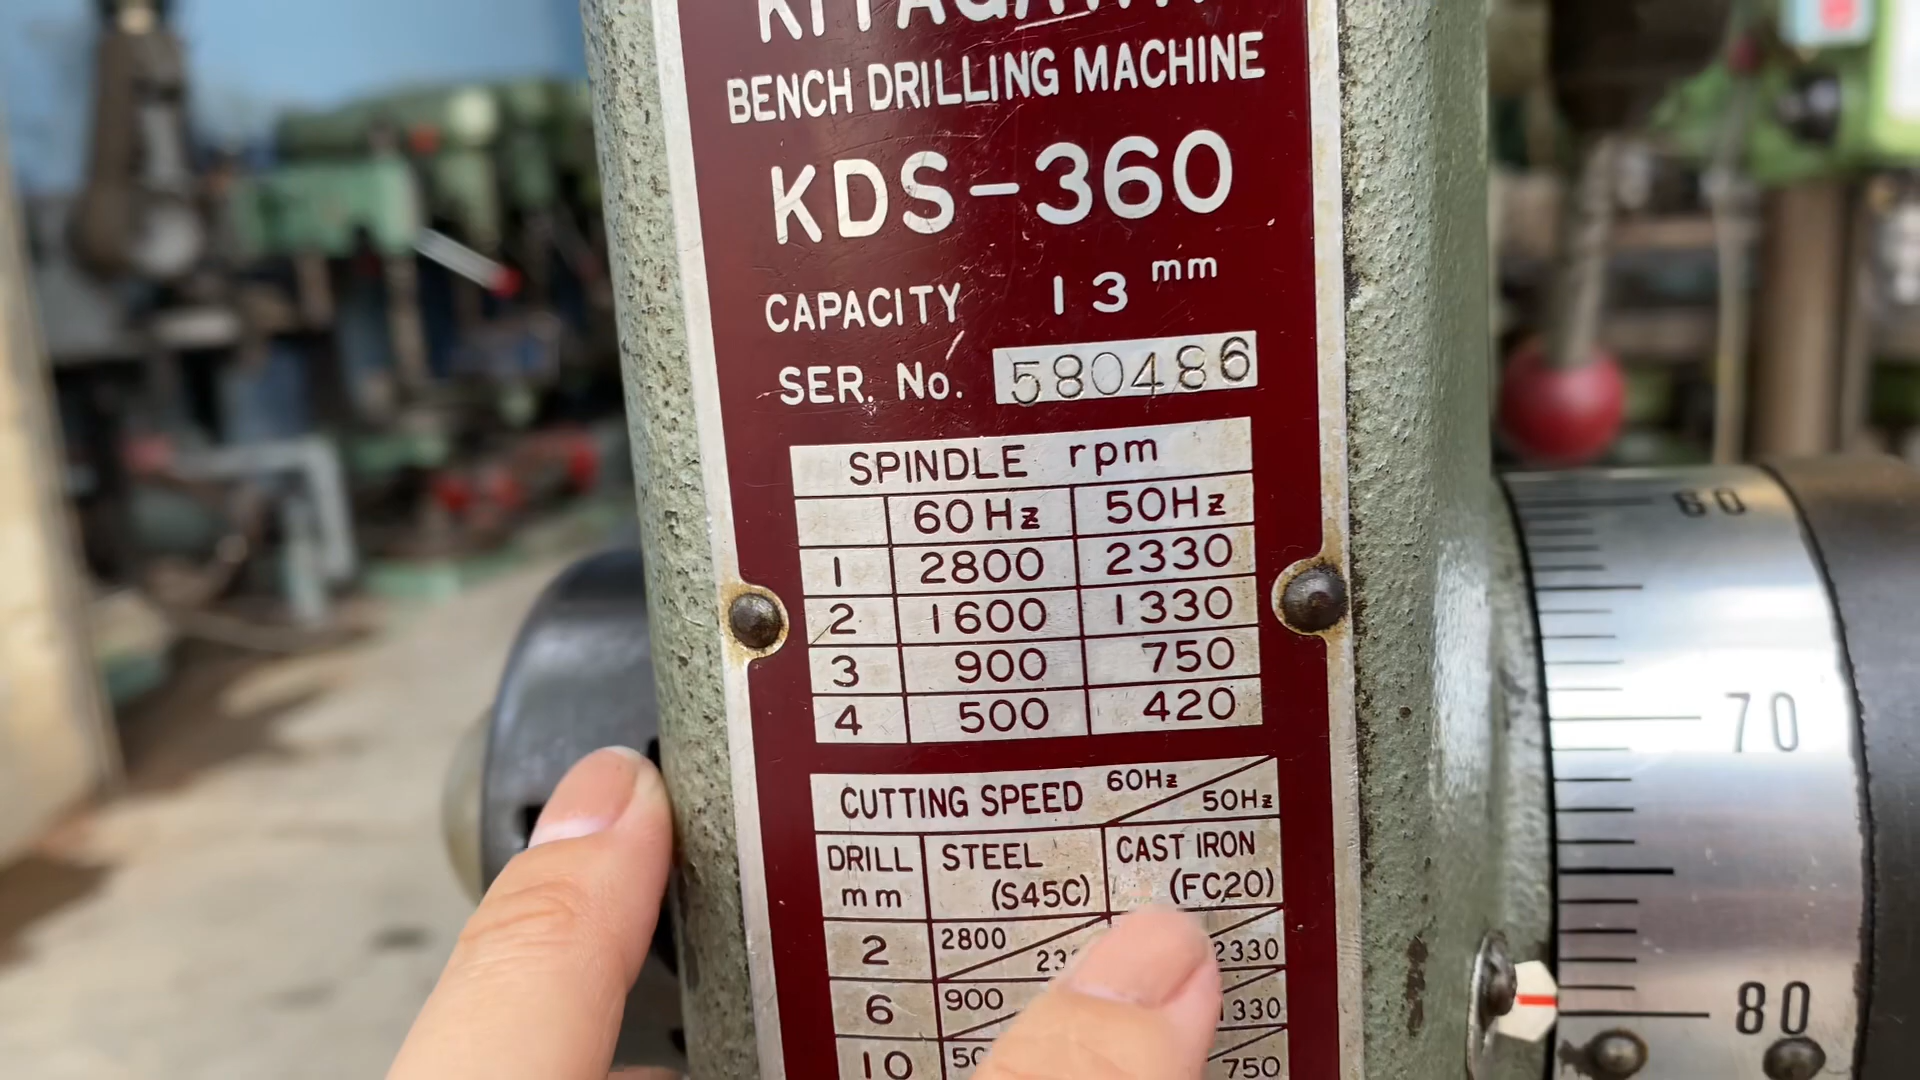 BENCH DRILLING MACHINE
KDS-360
CAPACITY 13 mm
SER. No. 580486
SPINDLE rpm
60Hz 50Hz
1 2800 2330
2 1600 1330
3 900 750
4 500 420
CUTTING SPEED 60Hz 50Hz
DRILL mm STEEL (S45C) CAST IRON (FC20)
2 2800 2330
6 900
10 750
60
70
80